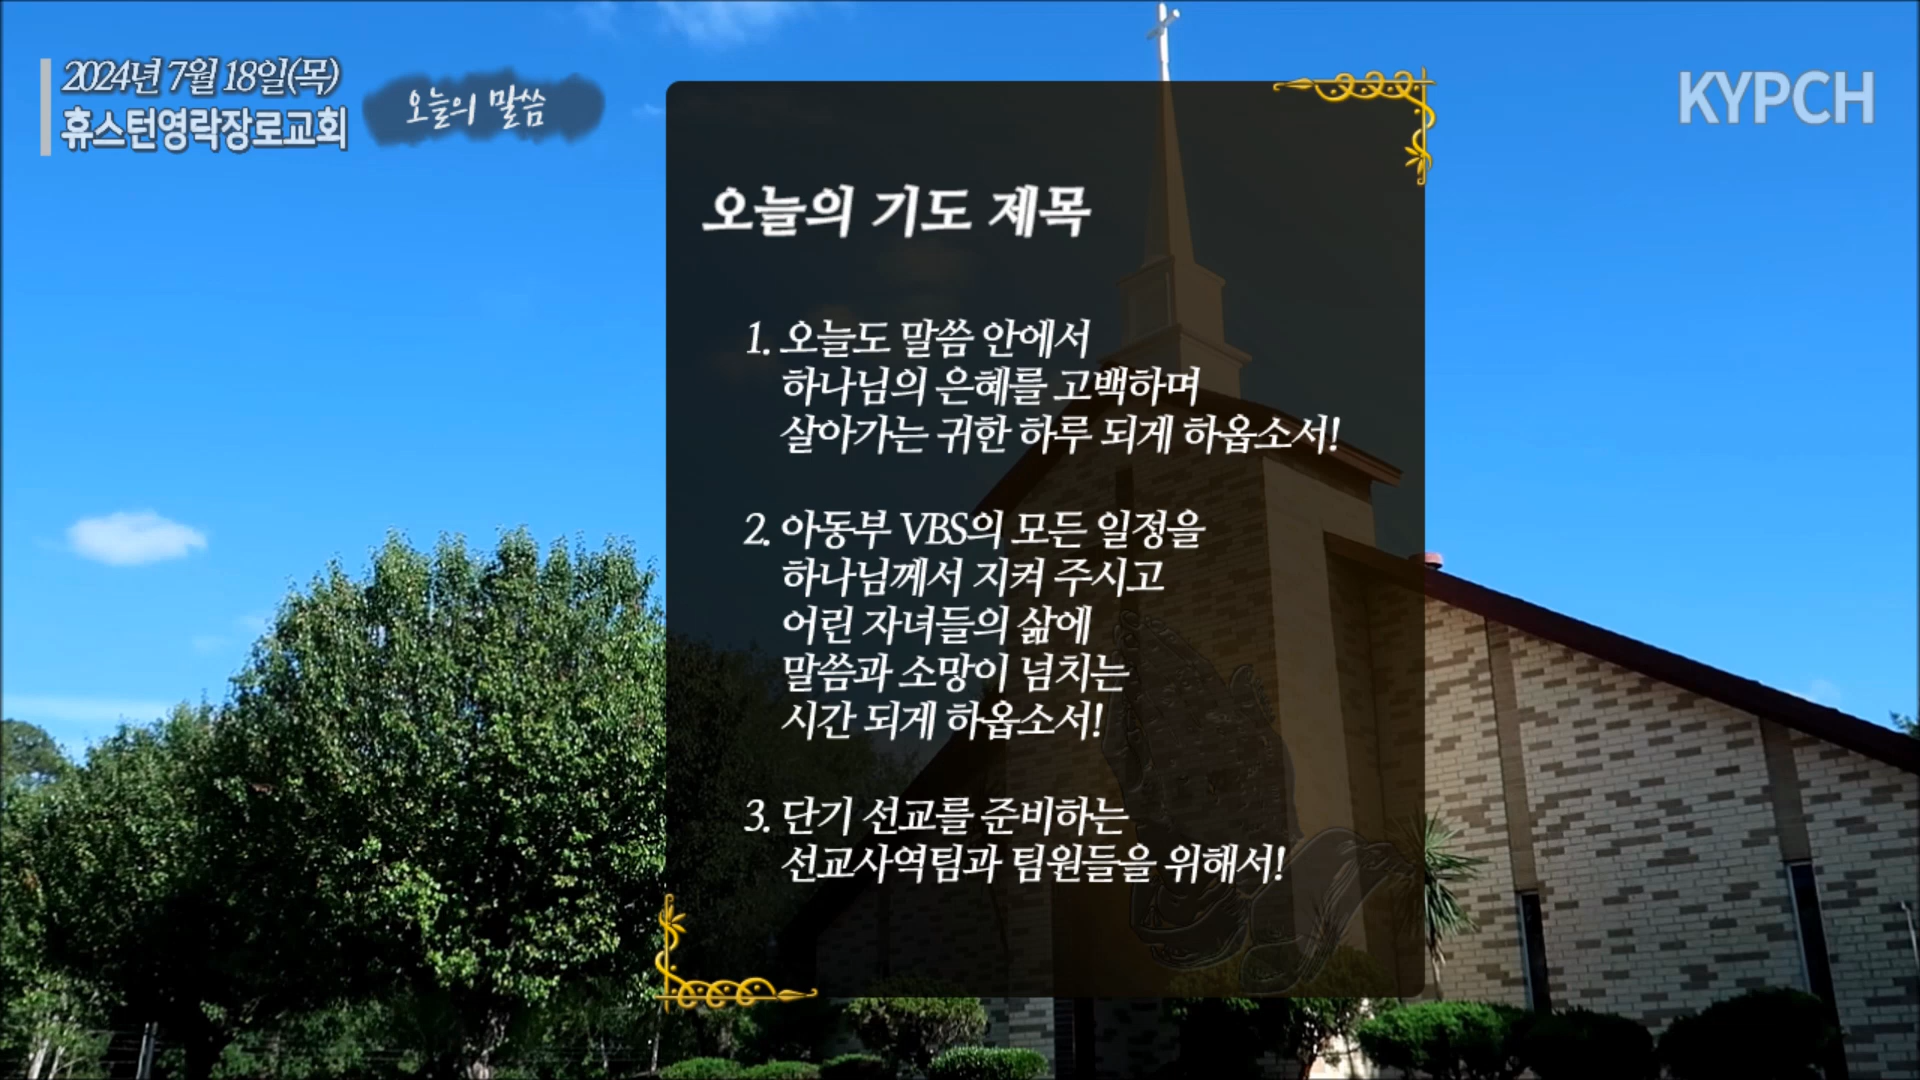 2024년 7월 18일(목)
휴스턴영락장로교회
오늘의 말씀
KYPCH
오늘의 기도 제목
1. 오늘도 말씀 안에서
하나님의 은혜를 고백하며
살아가는 귀한 하루 되게 하옵소서!
2. 아동부 VBS의 모든 일정을
하나님께서 지켜 주시고
어린 자녀들의 삶에
말씀과 소망이 넘치는
시간 되게 하옵소서!
3. 단기 선교를 준비하는
선교사역팀과 팀원들을 위해서!